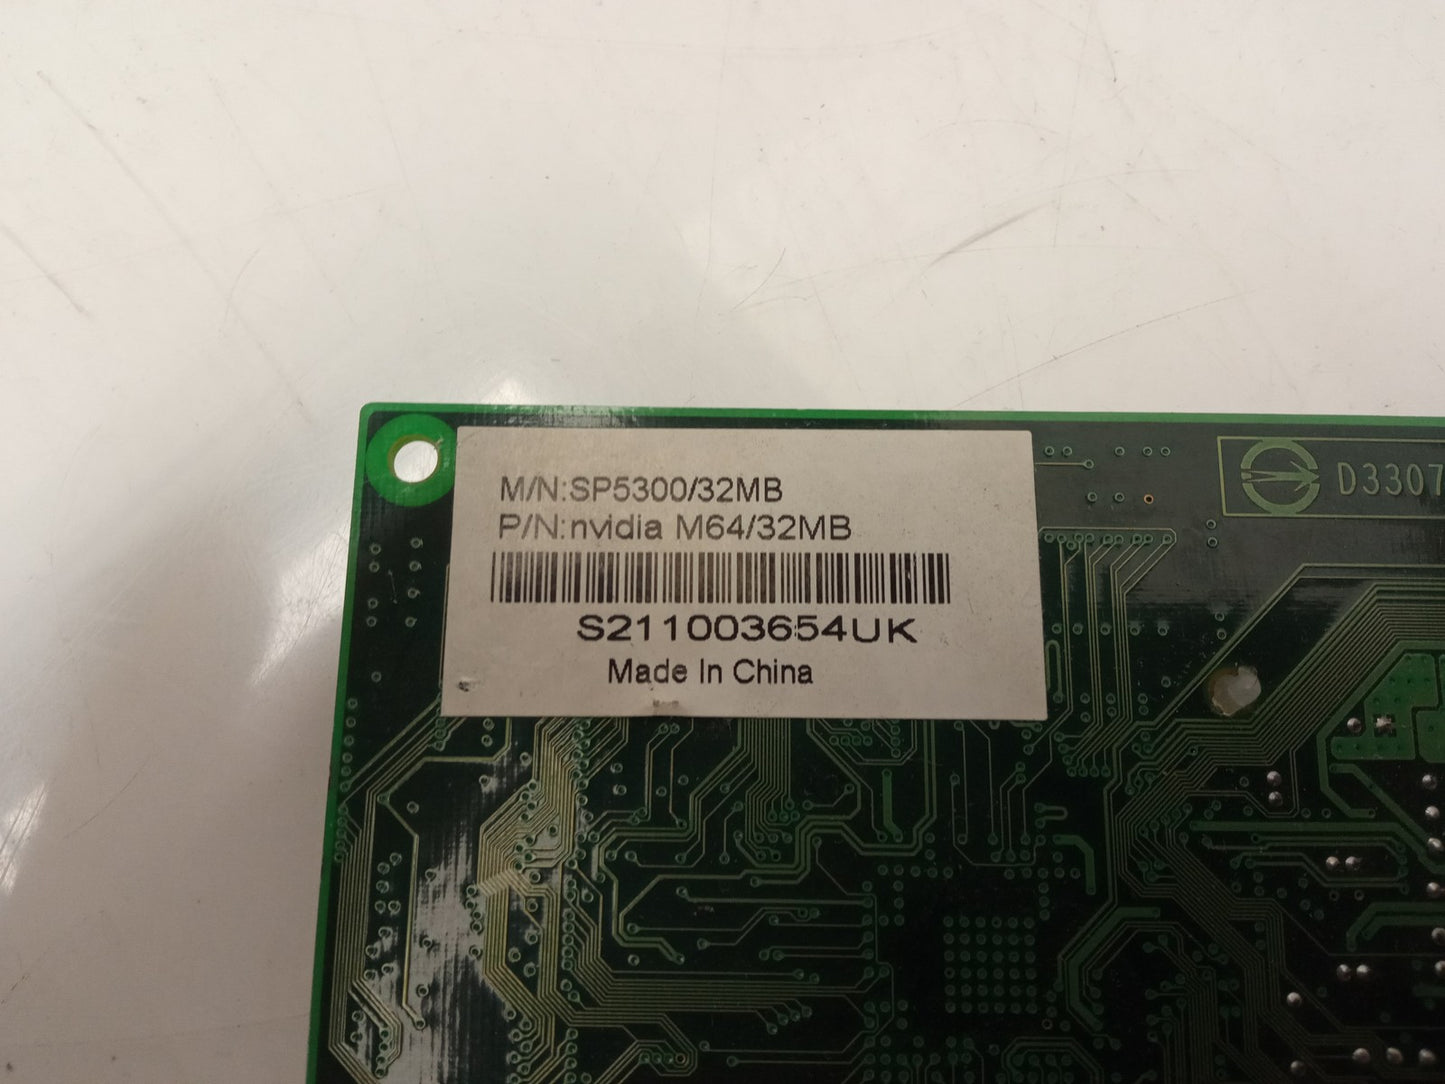 M/N:SP5300/32MB
P/N:nvidia M64/32MB
S211003654UK
Made In China
D3307